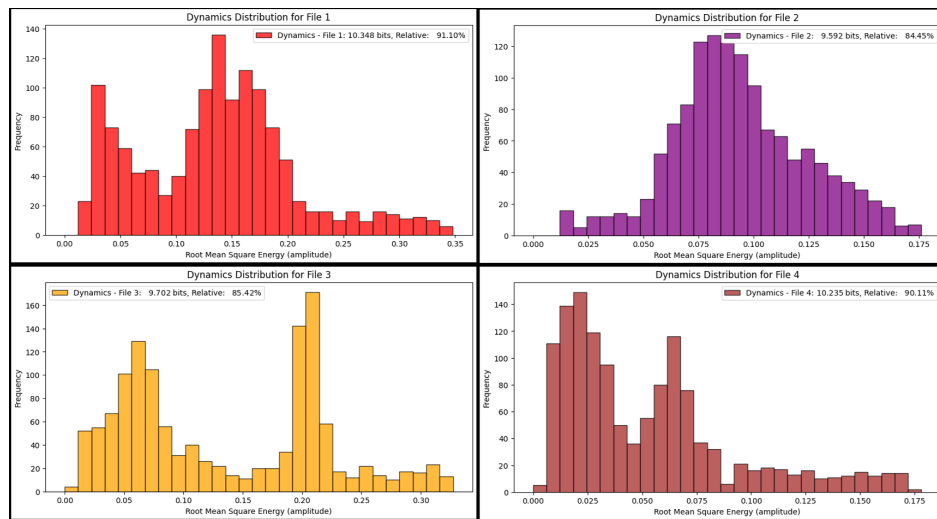 Dynamics Distribution for File 1
Dynamics - File 1: 10.348 bits, Relative: 91.10%
140
120
100
80
60
40
20
0
Frequency
0.00 0.05 0.10 0.15 0.20 0.25 0.30 0.35
Root Mean Square Energy (amplitude)
Dynamics Distribution for File 2
Dynamics - File 2: 9.592 bits, Relative: 84.45%
120
100
80
60
40
20
0
Frequency
0.000 0.025 0.050 0.075 0.100 0.125 0.150 0.175
Root Mean Square Energy (amplitude)
Dynamics Distribution for File 3
Dynamics - File 3: 9.702 bits, Relative: 85.42%
160
140
120
100
80
60
40
20
0
Frequency
0.00 0.05 0.10 0.15 0.20 0.25 0.30
Root Mean Square Energy (amplitude)
Dynamics Distribution for File 4
Dynamics - File 4: 10.235 bits, Relative: 90.11%
140
120
100
80
60
40
20
0
Frequency
0.000 0.025 0.050 0.075 0.100 0.125 0.150 0.175
Root Mean Square Energy (amplitude)